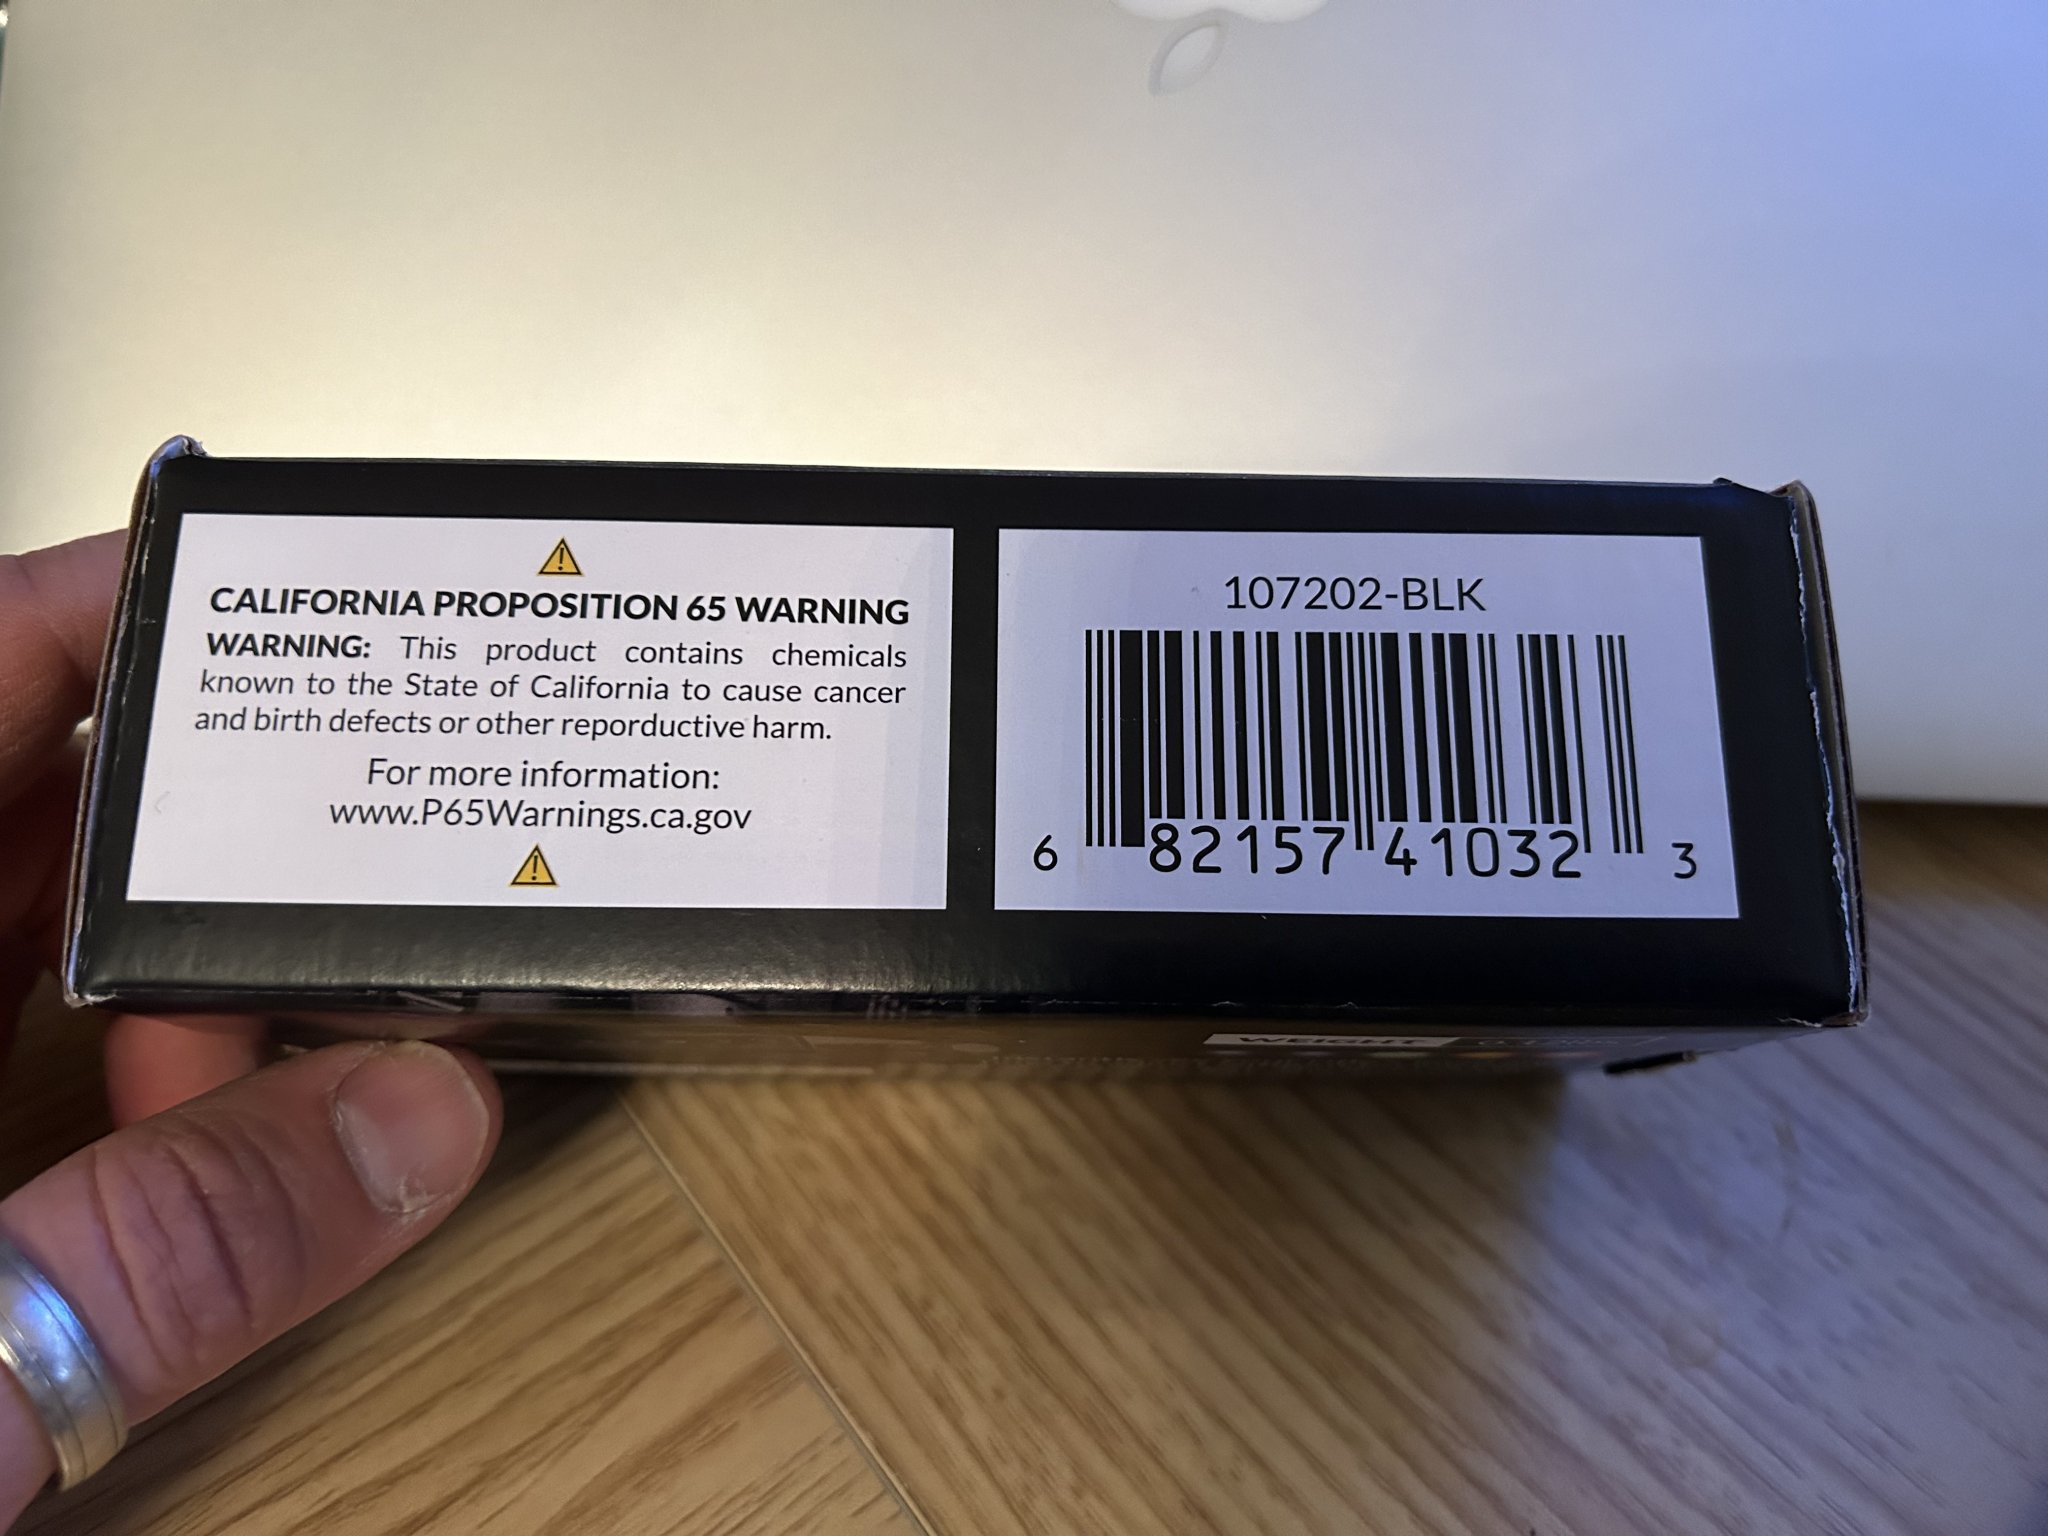 CALIFORNIA PROPOSITION 65 WARNING
WARNING: This product contains chemicals
known to the State of California to cause cancer
and birth defects or other reporductive harm.
For more information:
www.P65Warnings.ca.gov
107202-BLK
6 82157 41032 3
WEIGHT